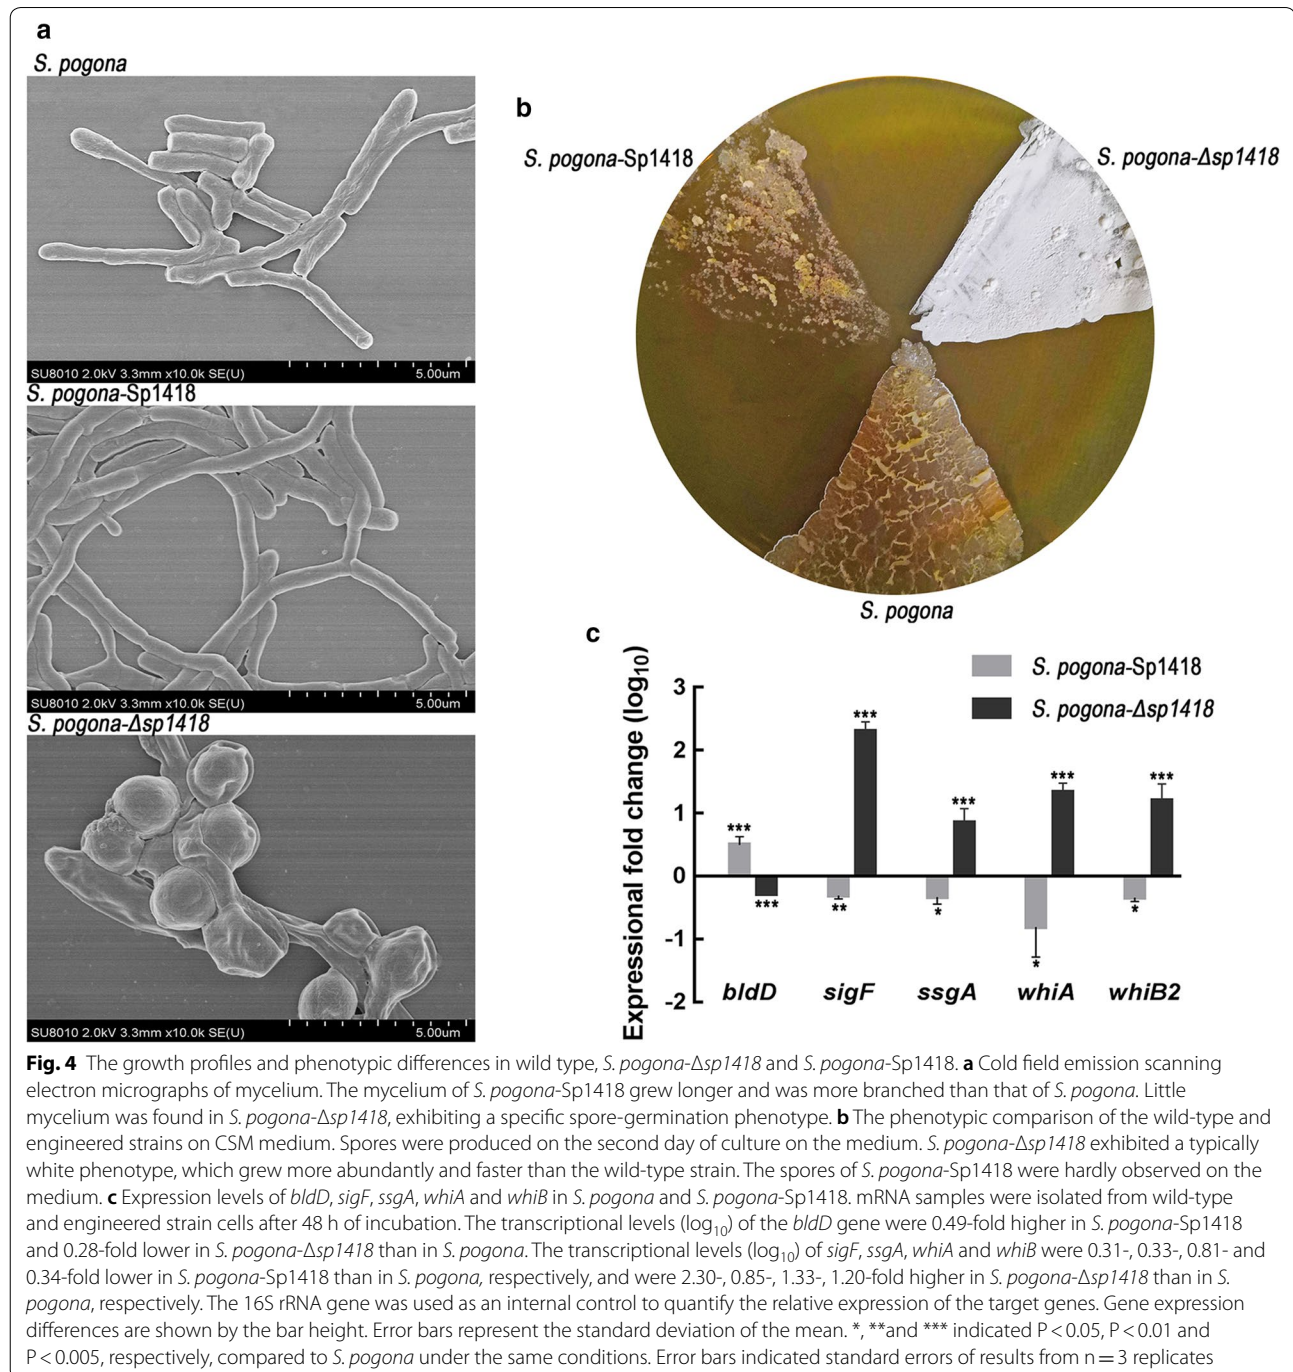 a
S. pogona
SU8010 2.0kV 3.3mm x10.0k SE(U) 5.00um
S. pogona-Sp1418
SU8010 2.0kV 3.3mm x10.0k SE(U) 5.00um
S. pogona-Δsp1418
SU8010 2.0kV 3.3mm x10.0k SE(U) 5.00um
b
S. pogona-Sp1418
S. pogona-Δsp1418
S. pogona
c
S. pogona-Sp1418
S. pogona-Δsp1418
Expressional fold change (log10)
3
2
1
0
-1
-2
***
***
**
***
*
***
*
***
*
***
bldD sigF ssgA whiA whiB2
Fig. 4 The growth profiles and phenotypic differences in wild type, S. pogona-Δsp1418 and S. pogona-Sp1418. a Cold field emission scanning
electron micrographs of mycelium. The mycelium of S. pogona-Sp1418 grew longer and was more branched than that of S. pogona. Little
mycelium was found in S. pogona-Δsp1418, exhibiting a specific spore-germination phenotype. b The phenotypic comparison of the wild-type and
engineered strains on CSM medium. Spores were produced on the second day of culture on the medium. S. pogona-Δsp1418 exhibited a typically
white phenotype, which grew more abundantly and faster than the wild-type strain. The spores of S. pogona-Sp1418 were hardly observed on the
medium. c Expression levels of bldD, sigF, ssgA, whiA and whiB in S. pogona and S. pogona-Sp1418. mRNA samples were isolated from wild-type
and engineered strain cells after 48 h of incubation. The transcriptional levels (log10) of the bldD gene were 0.49-fold higher in S. pogona-Sp1418
and 0.28-fold lower in S. pogona-Δsp1418 than in S. pogona. The transcriptional levels (log10) of sigF, ssgA, whiA and whiB were 0.31-, 0.33-, 0.81- and
0.34-fold lower in S. pogona-Sp1418 than in S. pogona, respectively, and were 2.30-, 0.85-, 1.33-, 1.20-fold higher in S. pogona-Δsp1418 than in S.
pogona, respectively. The 16S rRNA gene was used as an internal control to quantify the relative expression of the target genes. Gene expression
differences are shown by the bar height. Error bars represent the standard deviation of the mean. *, **and *** indicated P < 0.05, P < 0.01 and
P < 0.005, respectively, compared to S. pogona under the same conditions. Error bars indicated standard errors of results from n = 3 replicates